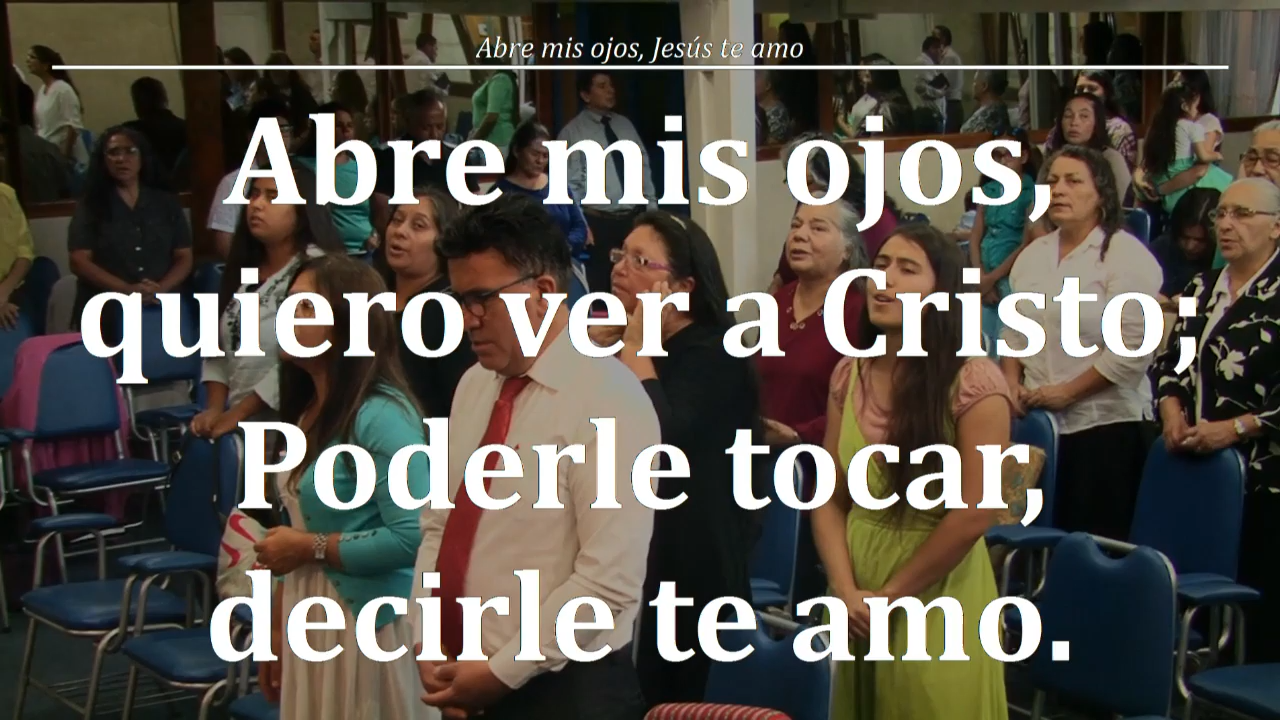 Abre mis ojos, Jesús te amo
Abre mis ojos,
quiero ver a Cristo;
Poderle tocar,
decirle te amo.